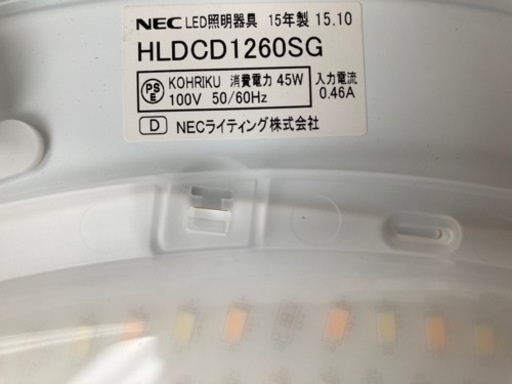 NEC LED照明器具 15年製 15.10
HLDCD1260SG
PS E KOHRIKU 消費電力 45W 入力電流
100V 50/60Hz 0.46A
D NECライティング株式会社